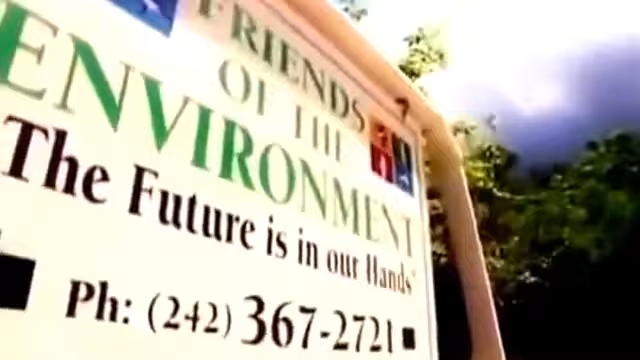 FRIENDS
OF THE
ENVIRONMENT
The Future is in our Hands"
Ph: (242) 367-2721